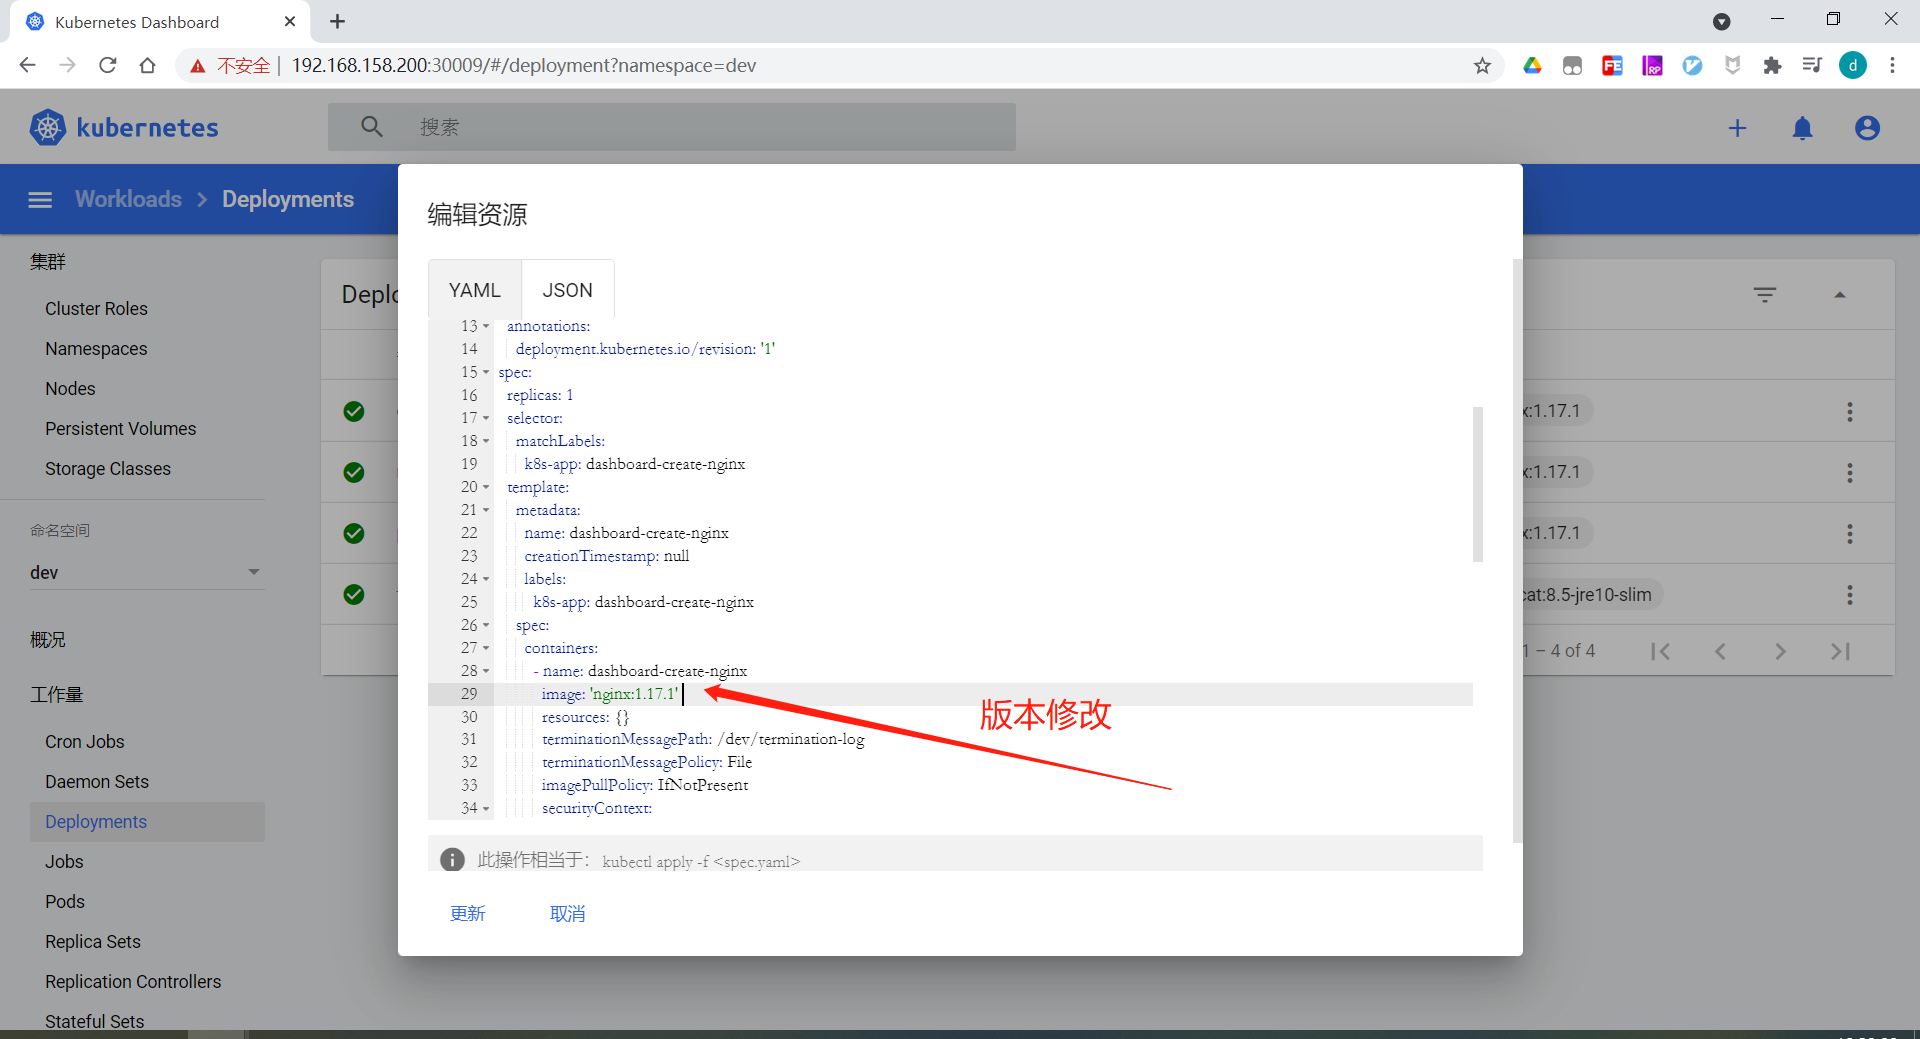 Kubernetes Dashboard
不安全 | 192.168.158.200:30009/#/deployment?namespace=dev
d
kubernetes
搜索
Workloads > Deployments
集群
Cluster Roles
Namespaces
Nodes
Persistent Volumes
Storage Classes
命名空间
dev
概况
工作量
Cron Jobs
Daemon Sets
Deployments
Jobs
Pods
Replica Sets
Replication Controllers
Stateful Sets
Deplo
x:1.17.1
x:1.17.1
x:1.17.1
cat:8.5-jre10-slim
1 – 4 of 4
编辑资源
YAML JSON
13 annotations:
14 deployment.kubernetes.io/revision: '1'
15 spec:
16 replicas: 1
17 selector:
18 matchLabels:
19 k8s-app: dashboard-create-nginx
20 template:
21 metadata:
22 name: dashboard-create-nginx
23 creationTimestamp: null
24 labels:
25 k8s-app: dashboard-create-nginx
26 spec:
27 containers:
28 - name: dashboard-create-nginx
29 image: 'nginx:1.17.1'
30 resources: {}
31 terminationMessagePath: /dev/termination-log
32 terminationMessagePolicy: File
33 imagePullPolicy: IfNotPresent
34 securityContext:
版本修改
此操作相当于： kubectl apply -f <spec.yaml>
更新 取消